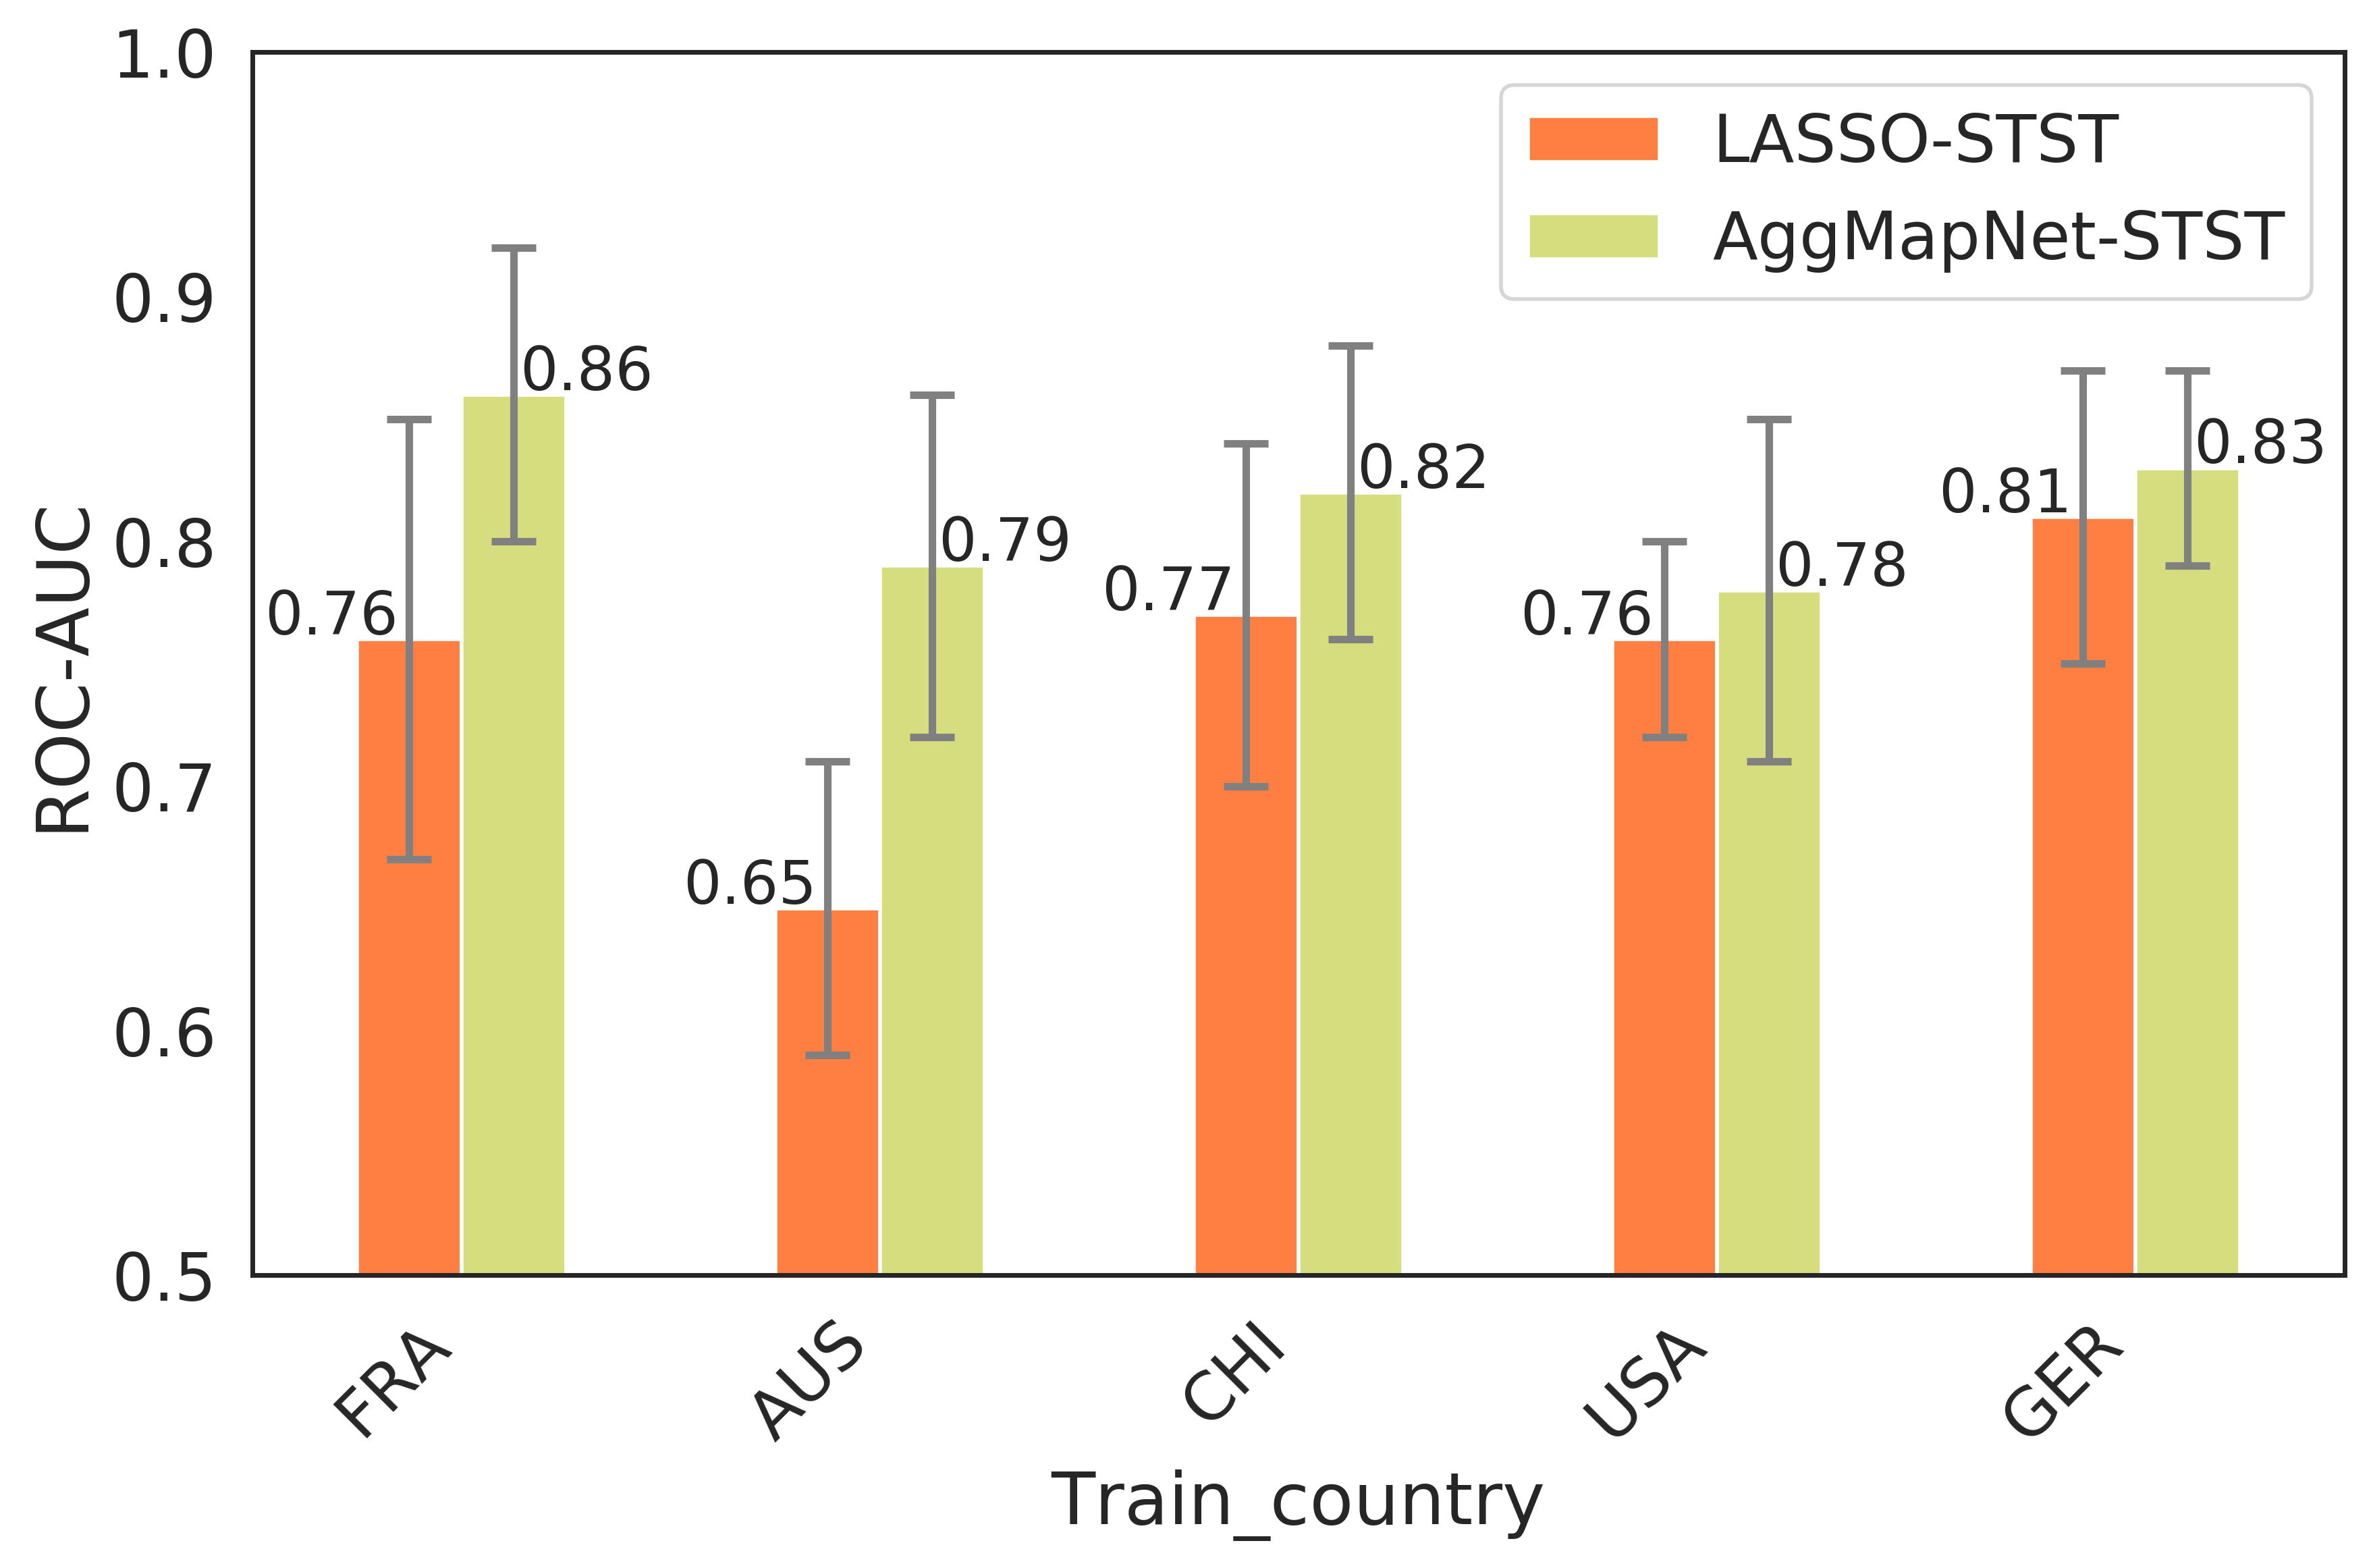 1.0
0.9
0.8
0.7
0.6
0.5
ROC-AUC
LASSO-STST
AggMapNet-STST
0.76
0.86
0.65
0.79
0.77
0.82
0.76
0.78
0.81
0.83
FRA
AUS
CHI
USA
GER
Train_country